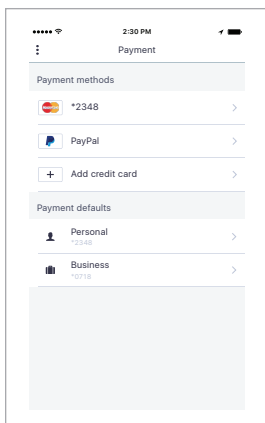 2:30 PM
Payment
Payment methods
*2348
PayPal
Add credit card
Payment defaults
Personal
*2348
Business
*0718